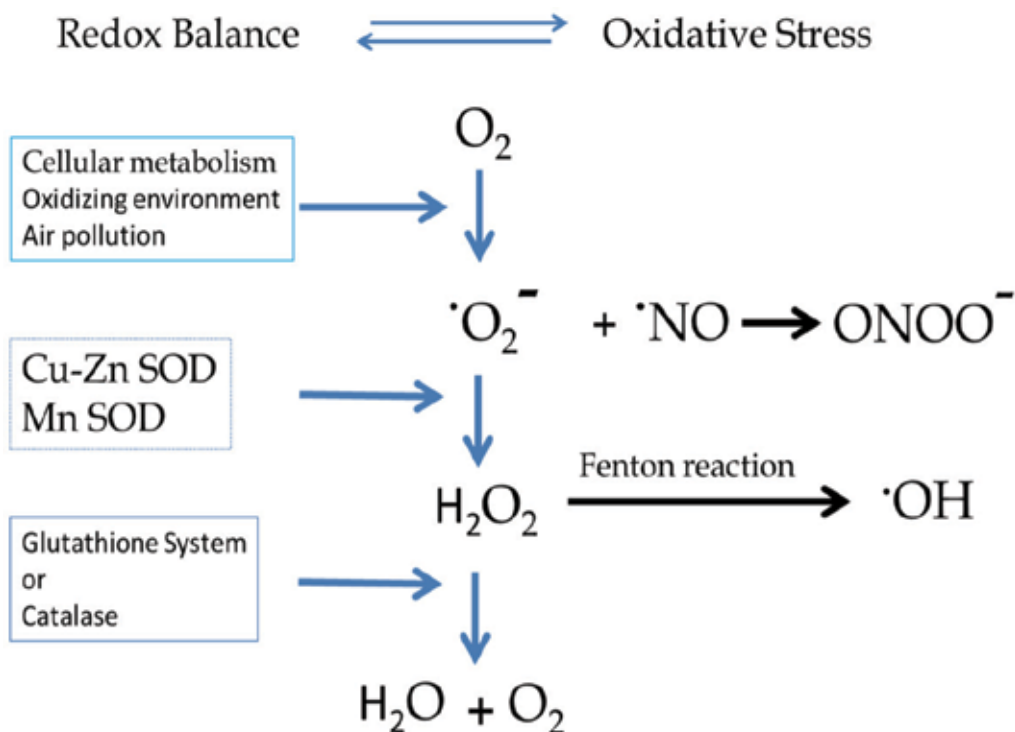 Redox Balance Oxidative Stress
O₂
Cellular metabolism
Oxidizing environment
Air pollution
·O₂⁻ + ·NO ONOO⁻
Cu-Zn SOD
Mn SOD
Fenton reaction
H₂O₂ ·OH
Glutathione System
or
Catalase
H₂O + O₂